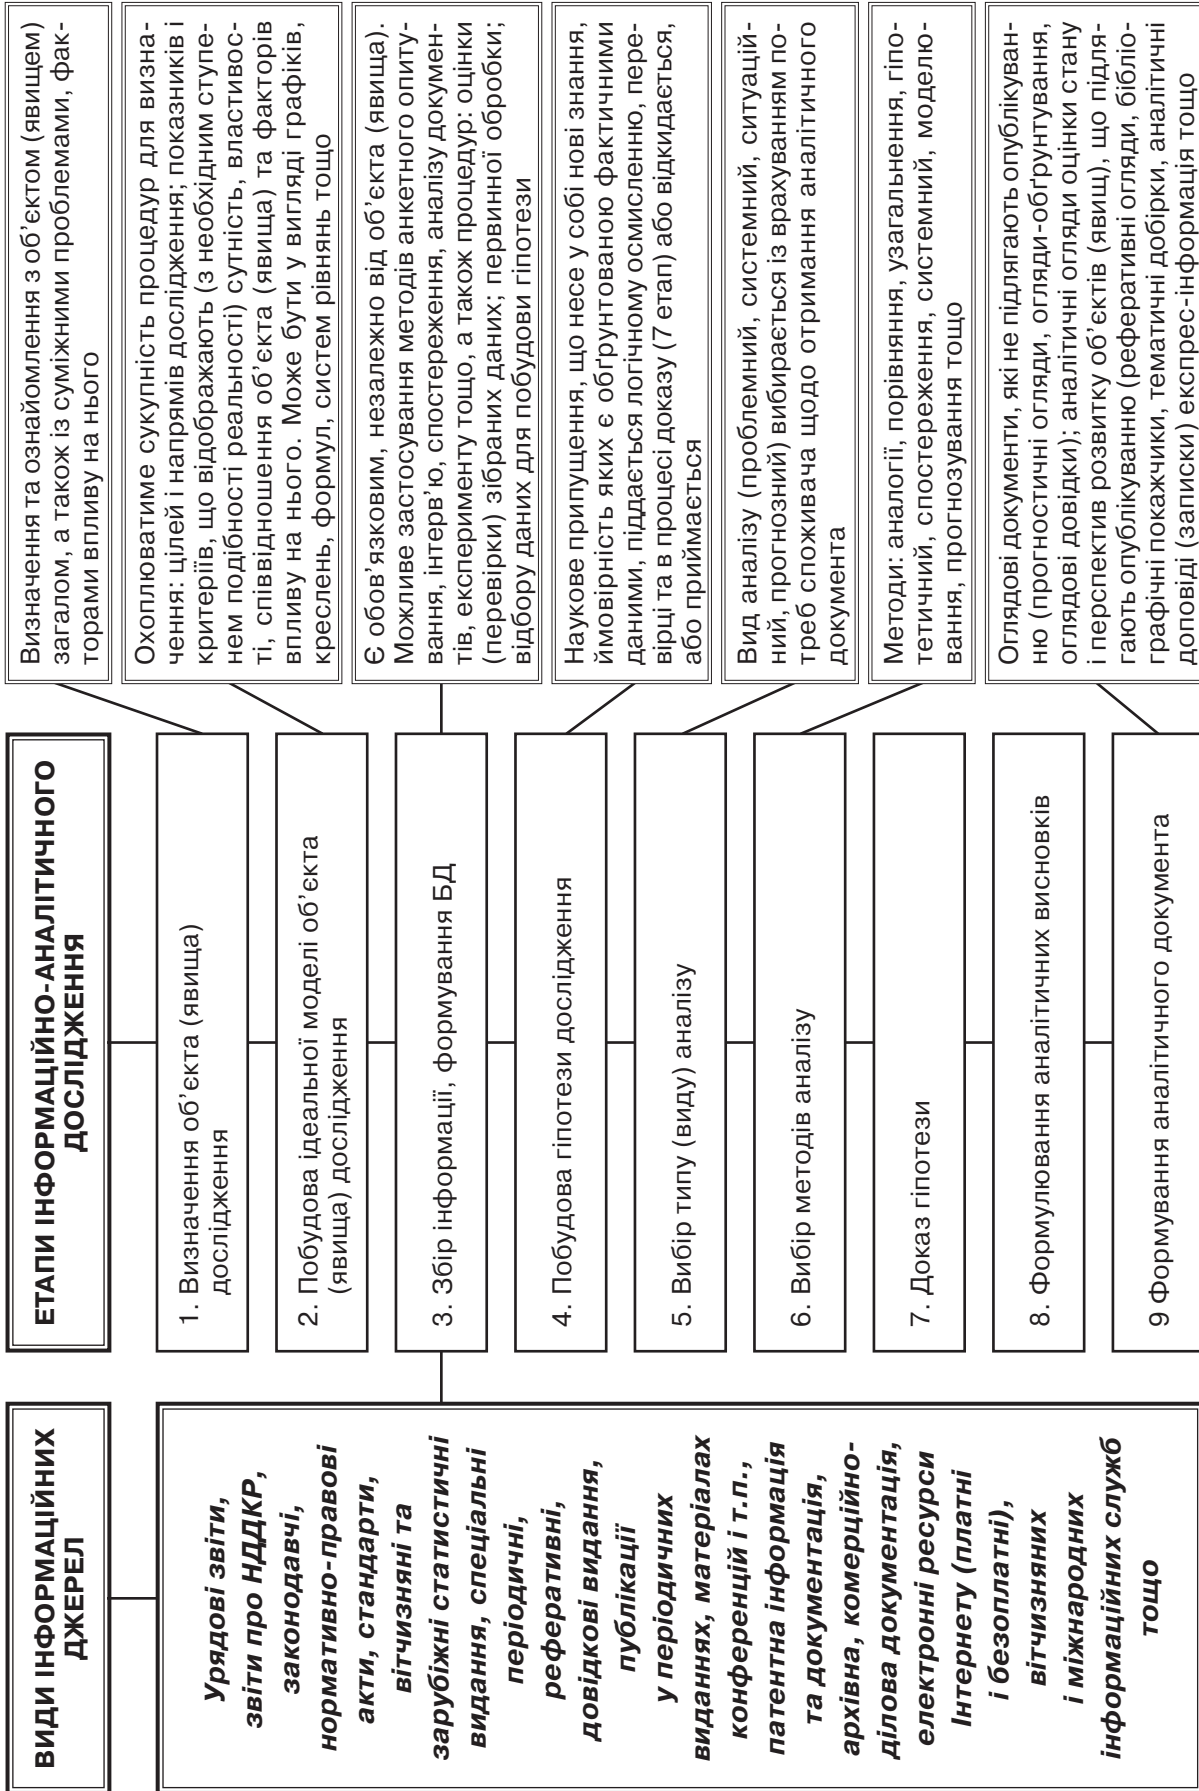 ВИДИ ІНФОРМАЦІЙНИХ
ДЖЕРЕЛ
Урядові звіти,
звіти про НДДКР,
законодавчі,
нормативно-правові
акти, стандарти,
вітчизняні та
зарубіжні статистичні
видання, спеціальні
періодичні,
реферативні,
довідкові видання,
публікації
у періодичних
виданнях, матеріалах
конференцій і т.п.,
патентна інформація
та документація,
архівна, комерційно-
ділова документація,
електронні ресурси
Інтернету (платні
і безоплатні),
вітчизняних
і міжнародних
інформаційних служб
тощо
ЕТАПИ ІНФОРМАЦІЙНО-АНАЛІТИЧНОГО
ДОСЛІДЖЕННЯ
1. Визначення об’єкта (явища)
дослідження
2. Побудова ідеальної моделі об’єкта
(явища) дослідження
3. Збір інформації, формування БД
4. Побудова гіпотези дослідження
5. Вибір типу (виду) аналізу
6. Вибір методів аналізу
7. Доказ гіпотези
8. Формулювання аналітичних висновків
9 Формування аналітичного документа
Визначення та ознайомлення з об’єктом (явищем)
загалом, а також із суміжними проблемами, фак-
торами впливу на нього
Охоплюватиме сукупність процедур для визна-
чення: цілей і напрямів дослідження; показників і
критеріїв, що відображають (з необхідним ступе-
нем подібності реальності) сутність, властивос-
ті, співвідношення об’єкта (явища) та факторів
впливу на нього. Може бути у вигляді графіків,
креслень, формул, систем рівнянь тощо
Є обов’язковим, незалежно від об’єкта (явища).
Можливе застосування методів анкетного опиту-
вання, інтерв’ю, спостереження, аналізу докумен-
тів, експерименту тощо, а також процедур: оцінки
(перевірки) зібраних даних; первинної обробки;
відбору даних для побудови гіпотези
Наукове припущення, що несе у собі нові знання,
ймовірність яких є обґрунтованою фактичними
даними, піддається логічному осмисленню, пере-
вірці та в процесі доказу (7 етап) або відкидається,
або приймається
Вид аналізу (проблемний, системний, ситуацій-
ний, прогнозний) вибирається із врахуванням по-
треб споживача щодо отримання аналітичного
документа
Методи: аналогії, порівняння, узагальнення, гіпо-
тетичний, спостереження, системний, моделю-
вання, прогнозування тощо
Оглядові документи, які не підлягають опублікуван-
ню (прогностичні огляди, огляди-обґрунтування,
оглядові довідки); аналітичні огляди оцінки стану
і перспектив розвитку об’єктів (явищ), що підля-
гають опублікуванню (реферативні огляди, бібліо-
графічні покажчики, тематичні добірки, аналітичні
доповіді (записки) експрес-інформація тощо